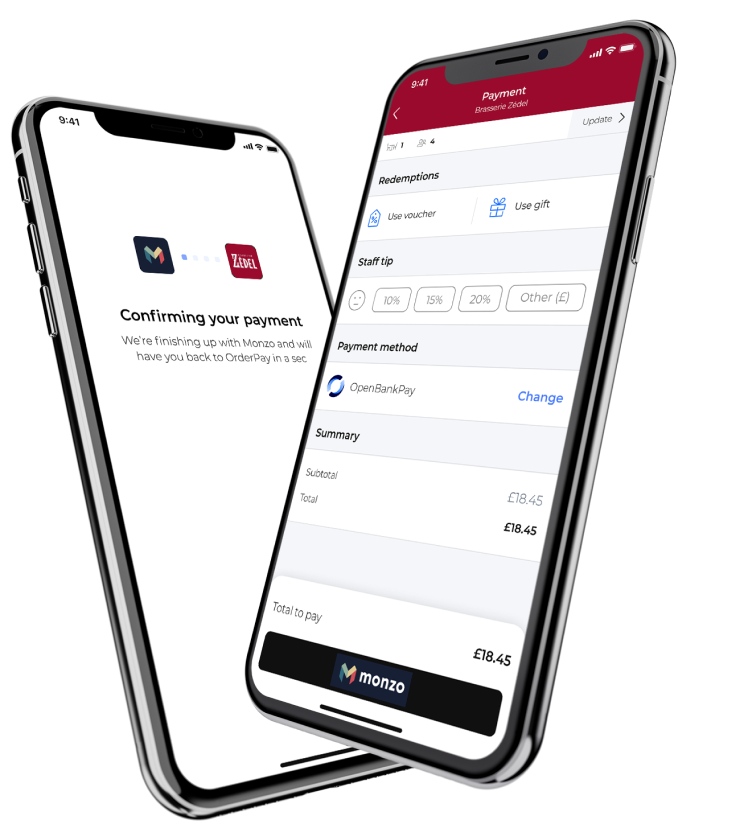 9:41
ZÉDEL
Confirming your payment
We're finishing up with Monzo and will
have you back to OrderPay in a sec
9:41
Payment
Brasserie Zédel
1 4
Update
Redemptions
Use voucher
Use gift
Staff tip
10% 15% 20% Other (£)
Payment method
OpenBankPay
Change
Summary
Subtotal
£18.45
Total
£18.45
Total to pay
£18.45
monzo